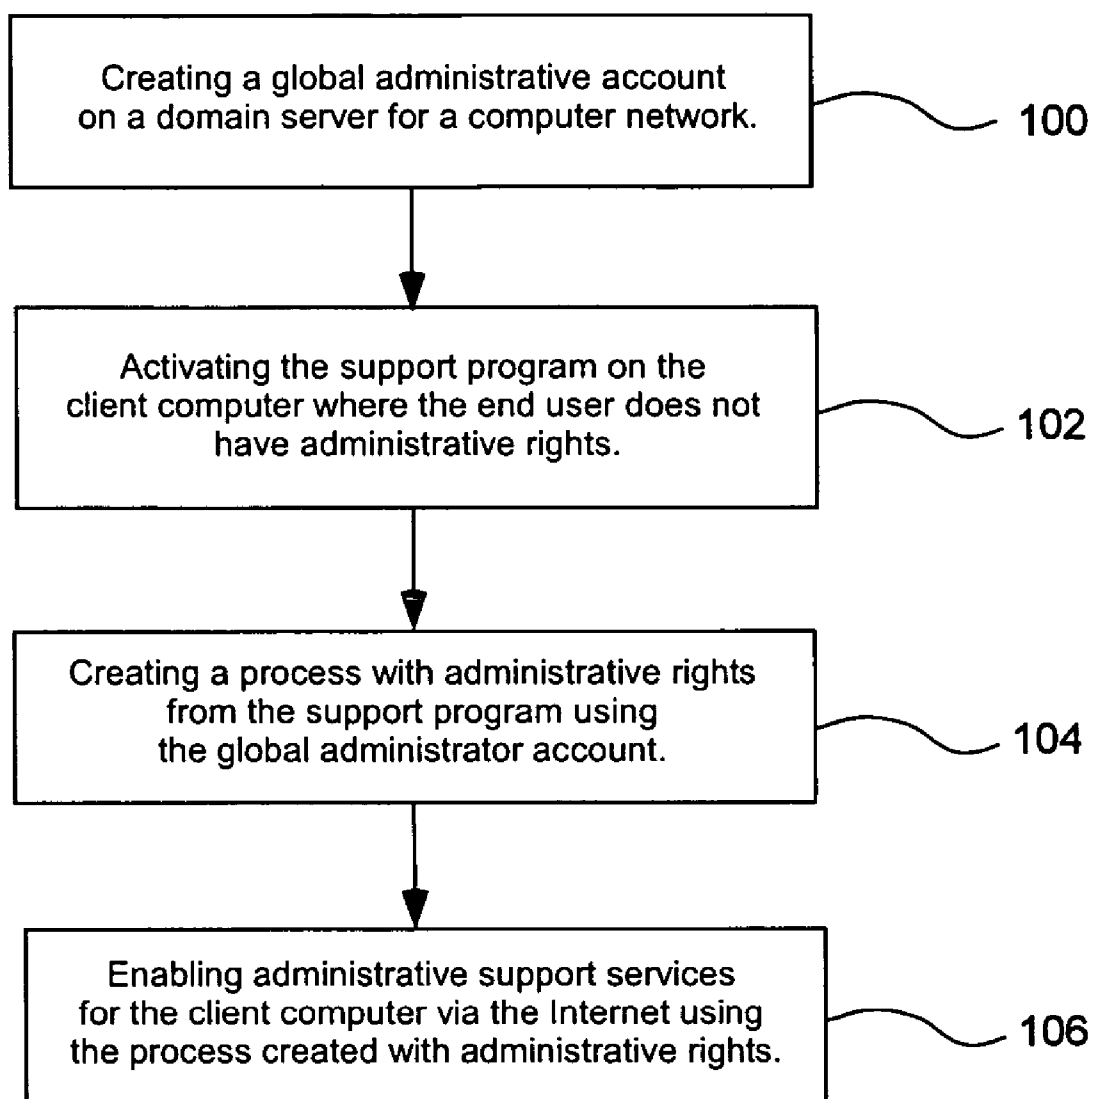 Creating a global administrative account
on a domain server for a computer network.
100
Activating the support program on the
client computer where the end user does not
have administrative rights.
102
Creating a process with administrative rights
from the support program using
the global administrator account.
104
Enabling administrative support services
for the client computer via the Internet using
the process created with administrative rights.
106